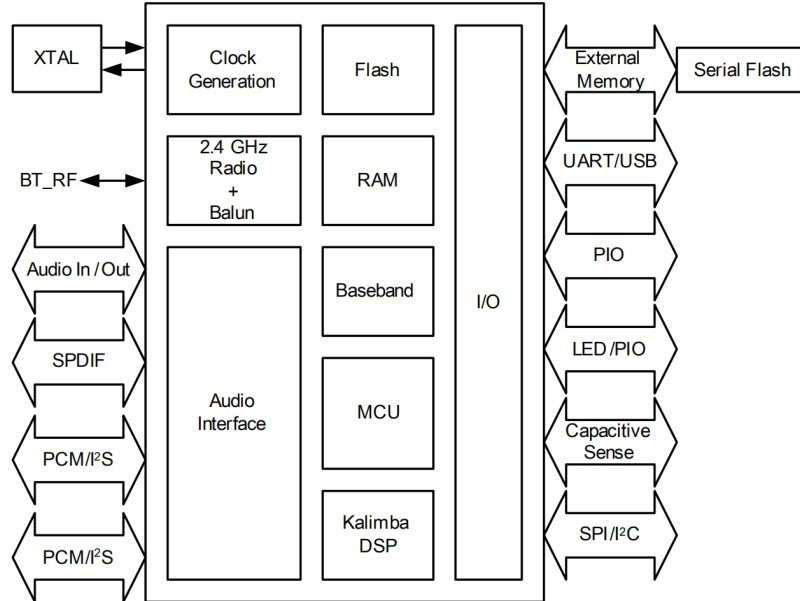 XTAL
Clock
Generation
Flash
External
Memory
Serial Flash
2.4 GHz
Radio
+
Balun
RAM
UART/USB
BT_RF
PIO
Audio In/Out
Baseband
I/O
LED/PIO
SPDIF
Audio
Interface
MCU
Capacitive
Sense
PCM/I²S
Kalimba
DSP
SPI/I²C
PCM/I²S